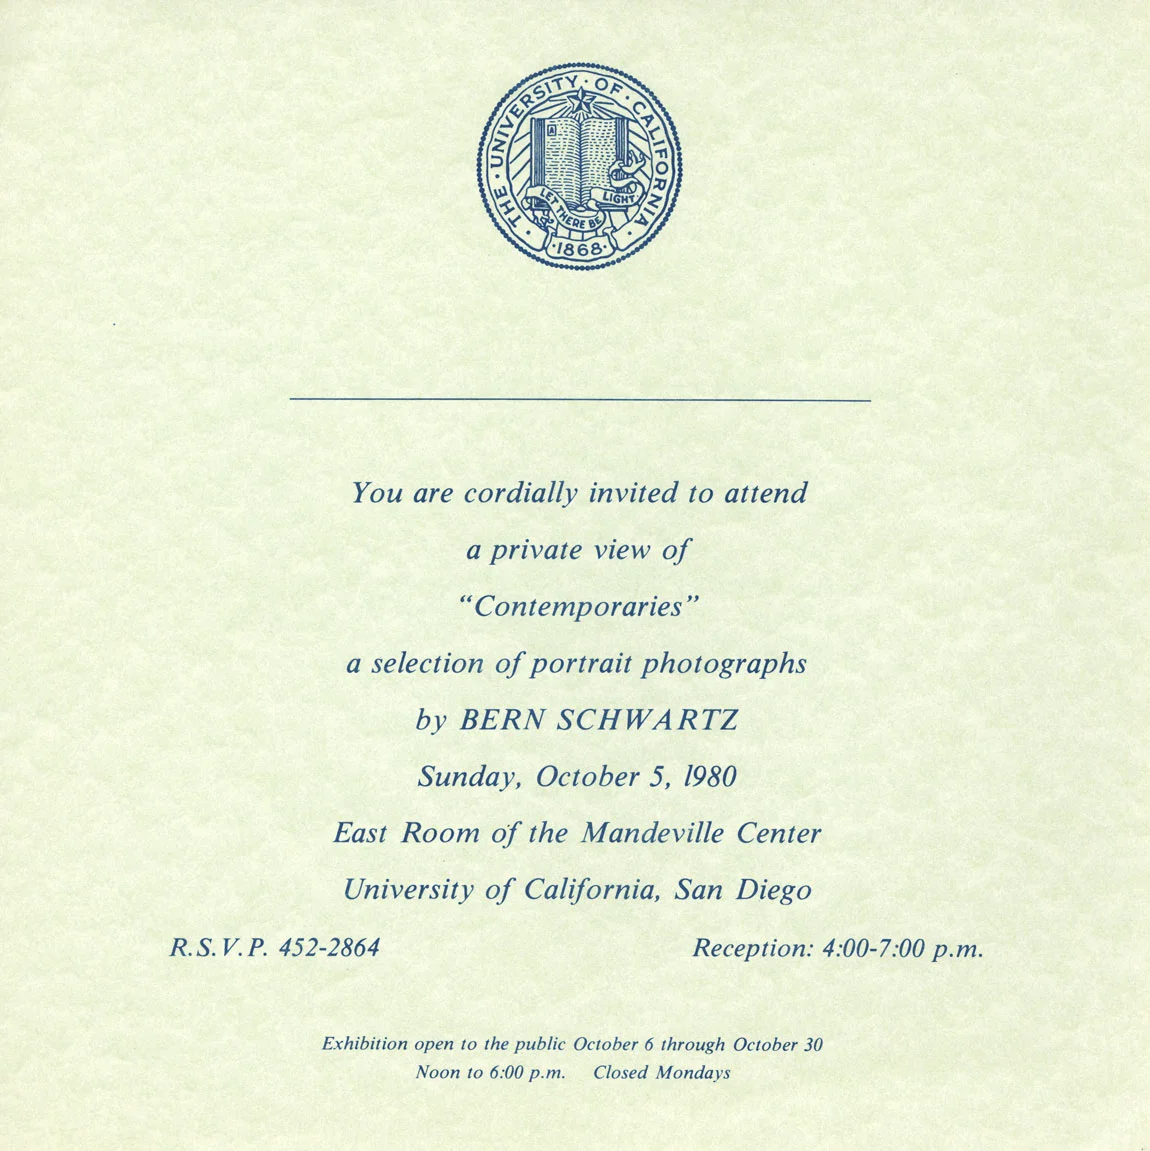 THE · UNIVERSITY · OF · CALIFORNIA
A
LET THERE BE LIGHT
·1868·
You are cordially invited to attend
a private view of
“Contemporaries”
a selection of portrait photographs
by BERN SCHWARTZ
Sunday, October 5, 1980
East Room of the Mandeville Center
University of California, San Diego
R.S.V.P. 452-2864 Reception: 4:00-7:00 p.m.
Exhibition open to the public October 6 through October 30
Noon to 6:00 p.m. Closed Mondays